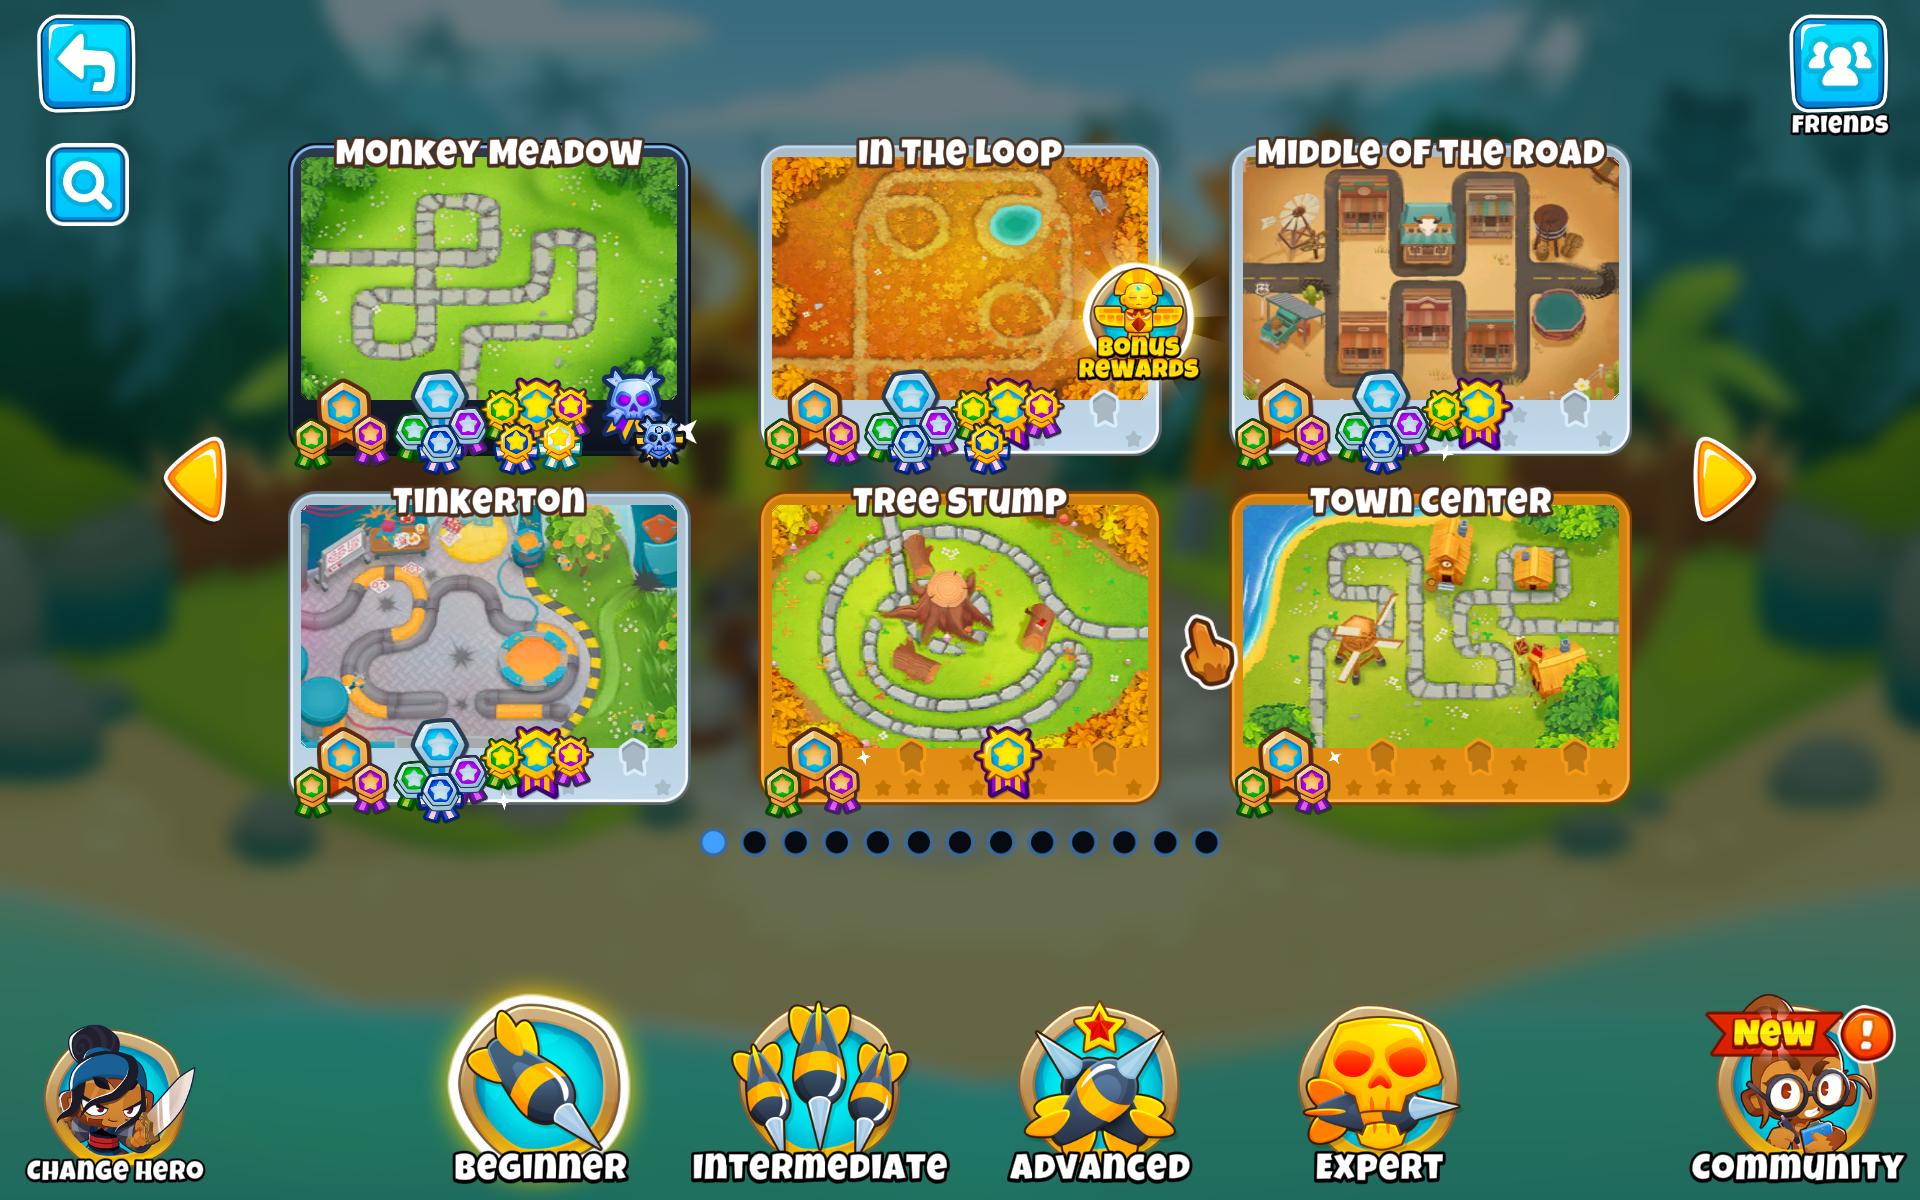 FRIENDS
MONKEY MEADOW
IN THE LOOP
MIDDLE OF THE ROAD
BONUS
REWARDS
TINKERTON
TREE STUMP
TOWN CENTER
NEW
!
CHANGE HERO
BEGINNER
INTERMEDIATE
ADVANCED
EXPERT
COMMUNITY